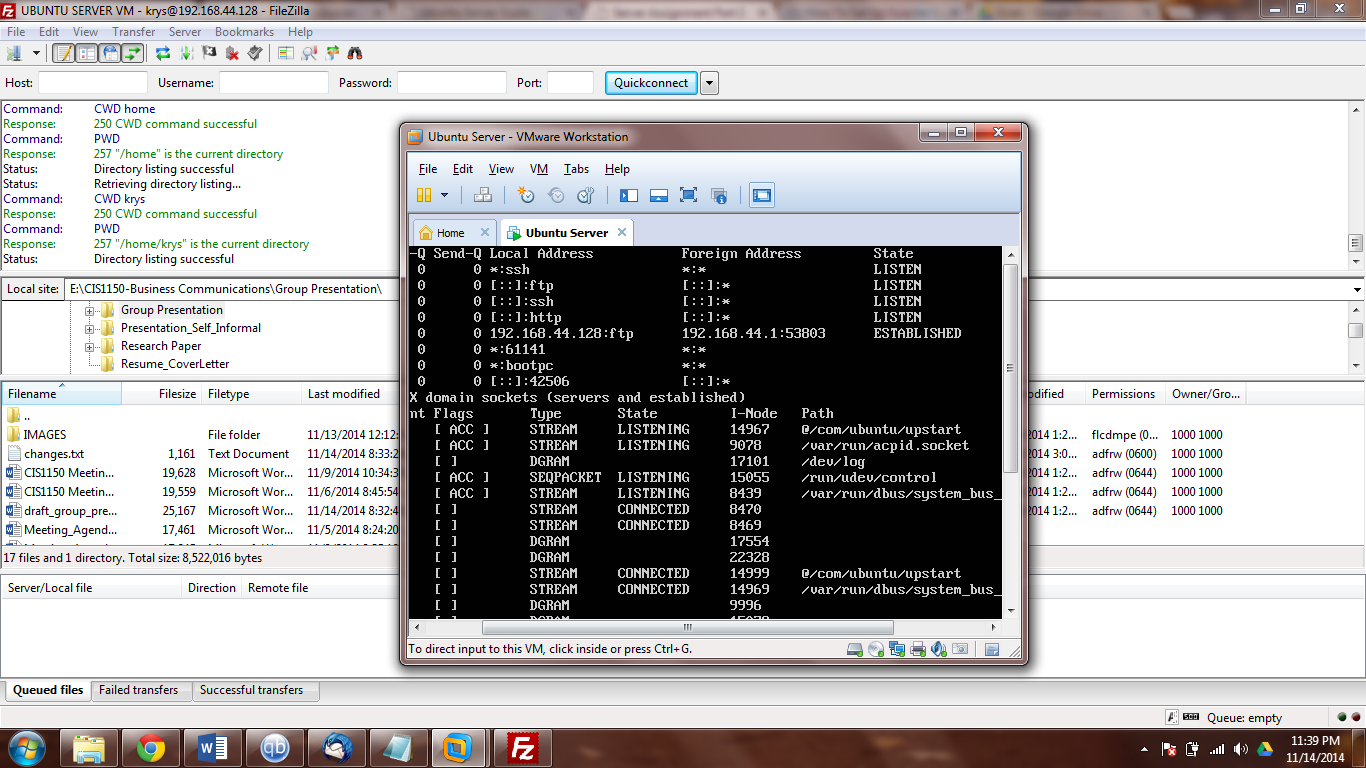 UBUNTU SERVER VM - krys@192.168.44.128 - FileZilla
File Edit View Transfer Server Bookmarks Help
Host: Username: Password: Port: Quickconnect
Command: CWD home
Response: 250 CWD command successful
Command: PWD
Response: 257 "/home" is the current directory
Status: Directory listing successful
Status: Retrieving directory listing...
Command: CWD krys
Response: 250 CWD command successful
Command: PWD
Response: 257 "/home/krys" is the current directory
Status: Directory listing successful
Local site: E:\CIS1150-Business Communications\Group Presentation\
Group Presentation
Presentation_Self_Informal
Research Paper
Resume_CoverLetter
Filename Filesize Filetype Last modified
..
IMAGES File folder 11/13/2014 12:12:
changes.txt 1,161 Text Document 11/14/2014 8:33:2
CIS1150 Meetin... 19,628 Microsoft Wor... 11/9/2014 10:34:3
CIS1150 Meetin... 19,559 Microsoft Wor... 11/6/2014 8:45:54
draft_group_pre... 25,167 Microsoft Wor... 11/14/2014 8:32:4
Meeting_Agend... 17,461 Microsoft Wor... 11/5/2014 8:24:20
17 files and 1 directory. Total size: 8,522,016 bytes
odified Permissions Owner/Gro...
2014 1:2... flcdmpe (0... 1000 1000
2014 3:0... adfrw (0600) 1000 1000
2014 1:2... adfrw (0644) 1000 1000
2014 1:2... adfrw (0644) 1000 1000
2014 1:2... adfrw (0644) 1000 1000
2014 1:2... adfrw (0644) 1000 1000
Server/Local file Direction Remote file
Queued files Failed transfers Successful transfers
Queue: empty
Ubuntu Server - VMware Workstation
File Edit View VM Tabs Help
Home Ubuntu Server
-Q Send-Q Local Address Foreign Address State
0 0 *:ssh *:* LISTEN
0 0 [::]:ftp [::]:* LISTEN
0 0 [::]:ssh [::]:* LISTEN
0 0 [::]:http [::]:* LISTEN
0 0 192.168.44.128:ftp 192.168.44.1:53803 ESTABLISHED
0 0 *:61141 *:*
0 0 *:bootpc *:*
0 0 [::]:42506 [::]:*
X domain sockets (servers and established)
nt Flags Type State I-Node Path
[ ACC ] STREAM LISTENING 14967 @/com/ubuntu/upstart
[ ACC ] STREAM LISTENING 9078 /var/run/acpid.socket
[ ] DGRAM 17101 /dev/log
[ ACC ] SEQPACKET LISTENING 15055 /run/udev/control
[ ACC ] STREAM LISTENING 8439 /var/run/dbus/system_bus_
[ ] STREAM CONNECTED 8470
[ ] STREAM CONNECTED 8469
[ ] DGRAM 17554
[ ] DGRAM 22328
[ ] STREAM CONNECTED 14999 @/com/ubuntu/upstart
[ ] STREAM CONNECTED 14969 /var/run/dbus/system_bus_
[ ] DGRAM 9996
To direct input to this VM, click inside or press Ctrl+G.
11:39 PM
11/14/2014